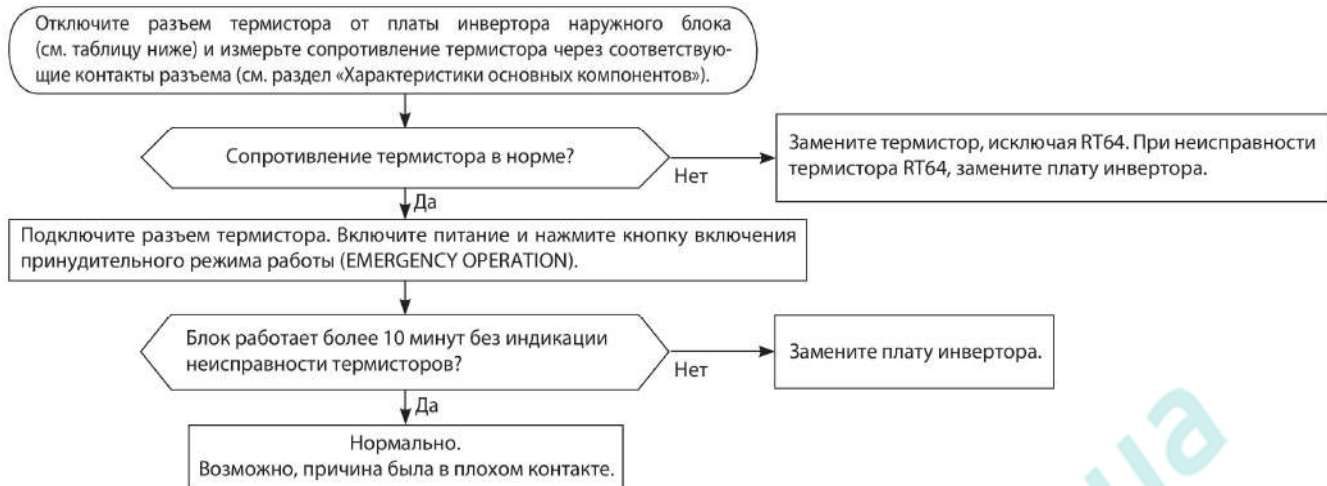 Отключите разъем термистора от платы инвертора наружного блока
(см. таблицу ниже) и измерьте сопротивление термистора через соответствую-
щие контакты разъема (см. раздел «Характеристики основных компонентов»).
Сопротивление термистора в норме?
Нет
Замените термистор, исключая RT64. При неисправности
термистора RT64, замените плату инвертора.
Да
Подключите разъем термистора. Включите питание и нажмите кнопку включения
принудительного режима работы (EMERGENCY OPERATION).
Блок работает более 10 минут без индикации
неисправности термисторов?
Нет
Замените плату инвертора.
Да
Нормально.
Возможно, причина была в плохом контакте.